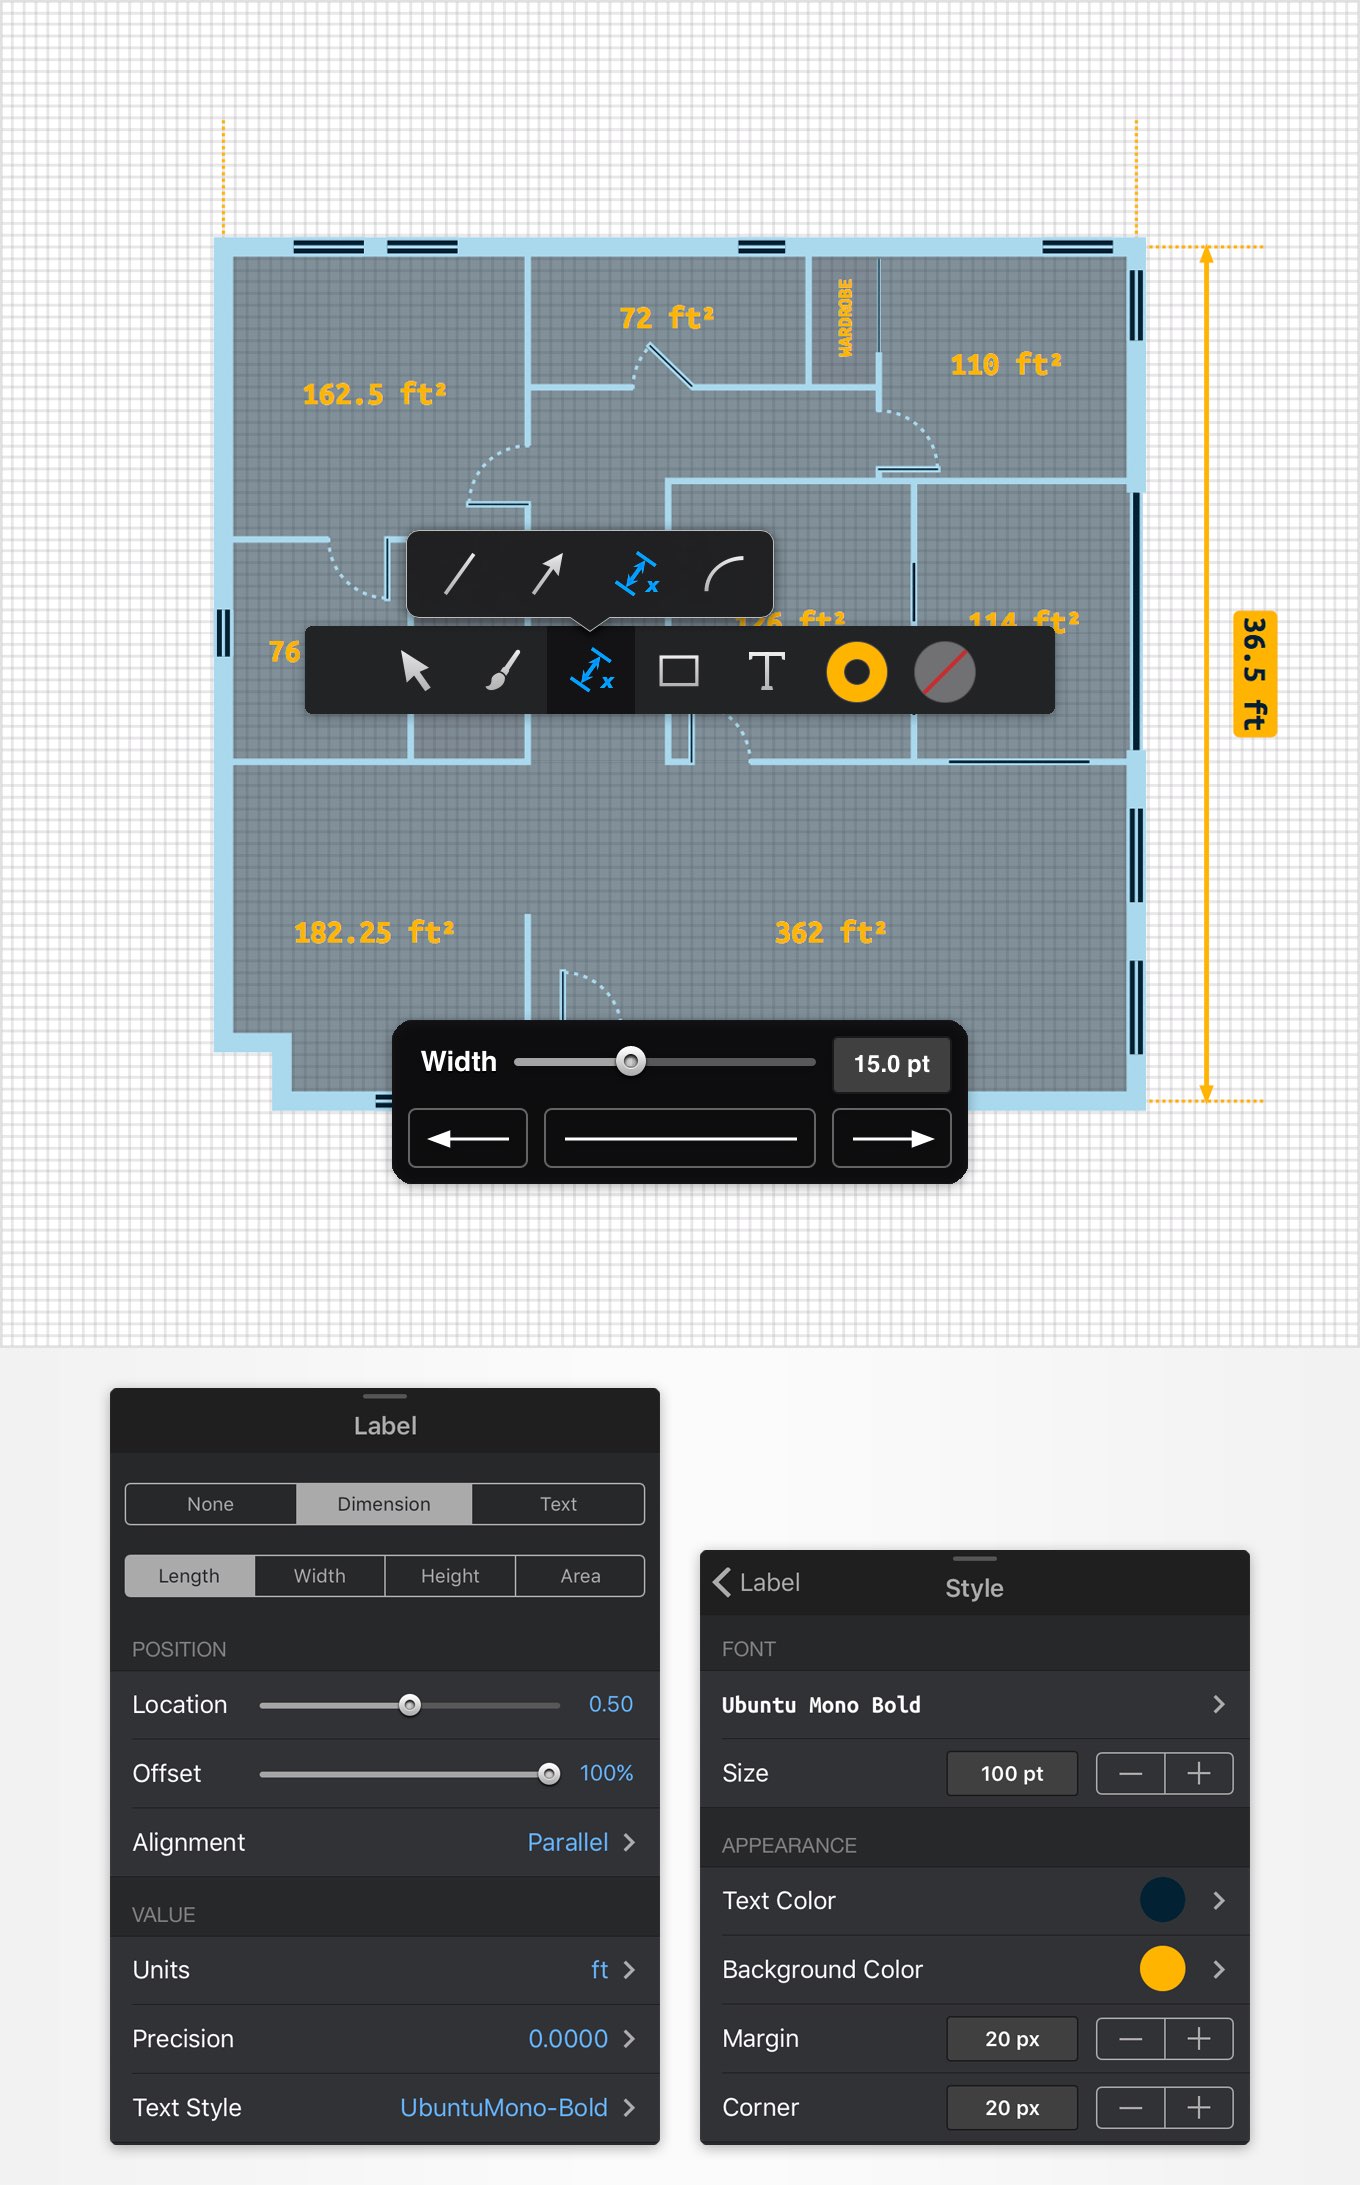 72 ft²
WARDROBE
110 ft²
162.5 ft²
x
126 ft²
114 ft²
76
x
T
36.5 ft
182.25 ft²
362 ft²
Width 15.0 pt
Label
None Dimension Text
Length Width Height Area
POSITION
Location 0.50
Offset 100%
Alignment Parallel
VALUE
Units ft
Precision 0.0000
Text Style UbuntuMono-Bold
Label Style
FONT
Ubuntu Mono Bold
Size 100 pt
APPEARANCE
Text Color
Background Color
Margin 20 px
Corner 20 px